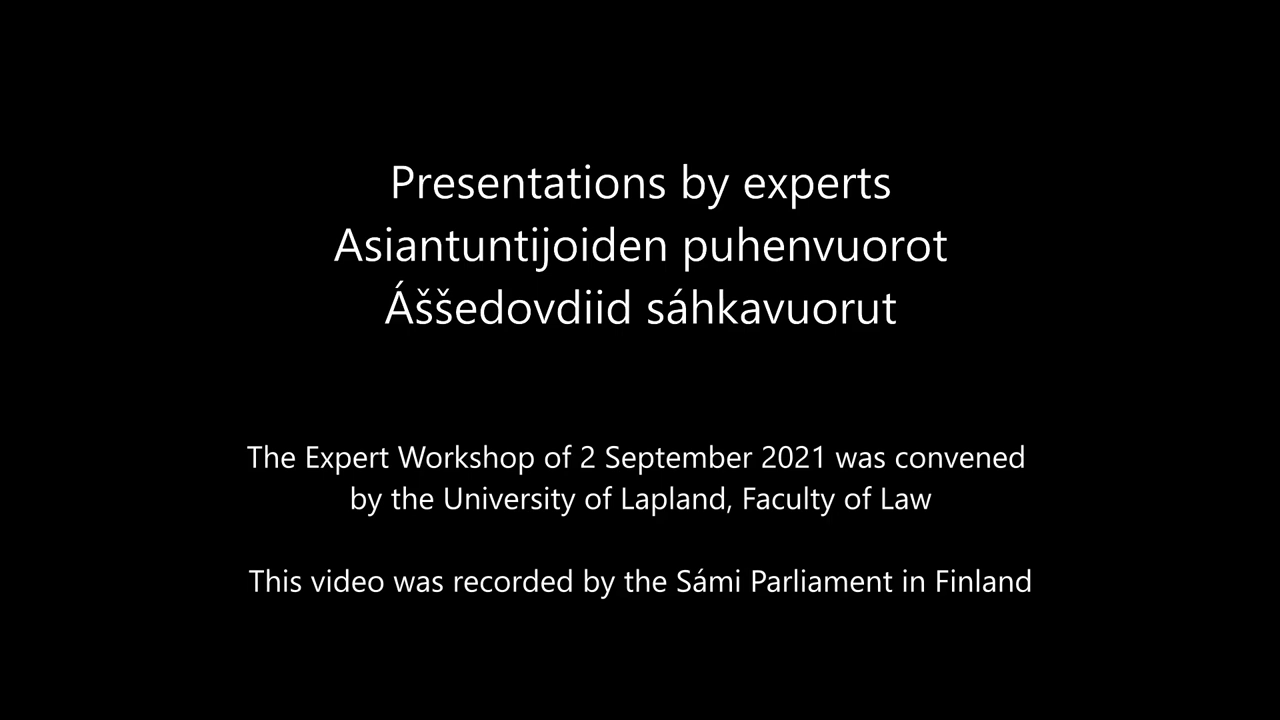 Presentations by experts
Asiantuntijoiden puhenvuorot
Áššedovdiid sáhkavuorut
The Expert Workshop of 2 September 2021 was convened
by the University of Lapland, Faculty of Law
This video was recorded by the Sámi Parliament in Finland